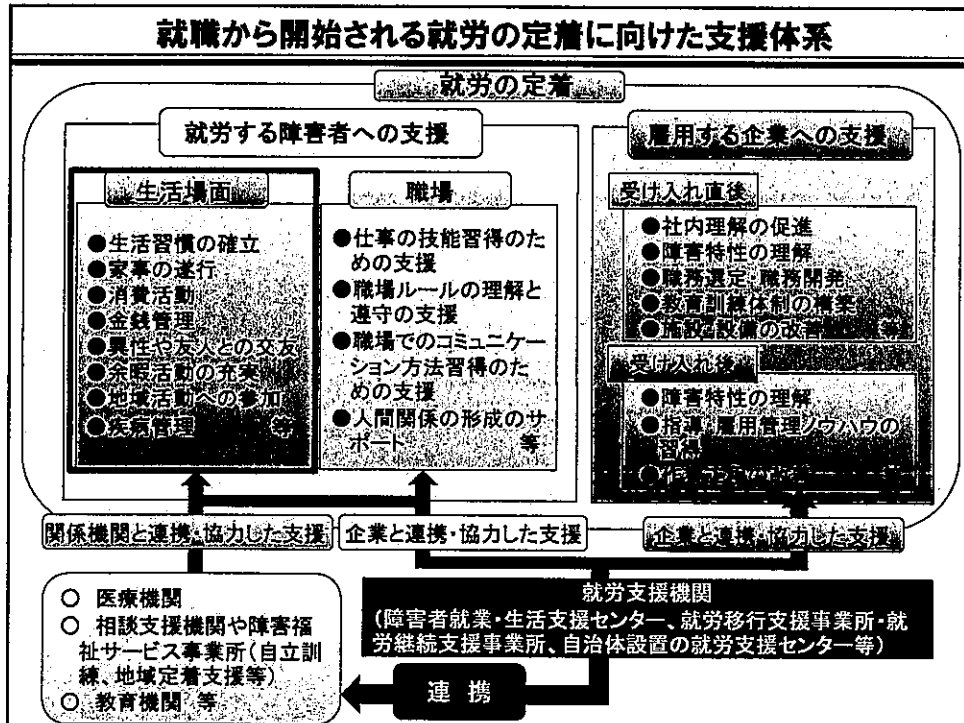 就職から開始される就労の定着に向けた支援体系
就労の定着
就労する障害者への支援
生活場面
●生活習慣の確立
●家事の遂行
●消費活動
●金銭管理
●異性や友人との交友
●余暇活動の充実
●地域活動への参加
●疾病管理 等
職場
●仕事の技能習得のた
めの支援
●職場ルールの理解と
遵守の支援
●職場でのコミュニケー
ション方法習得のた
めの支援
●人間関係の形成のサ
ポート 等
雇用する企業への支援
受け入れ直後
●社内理解の促進
●障害特性の理解
●職務選定・職務開発
●教育訓練体制の構築
●施設・設備の改善 等
受け入れ後
●障害特性の理解
●指導・雇用管理ノウハウの
習得
関係機関と連携・協力した支援
企業と連携・協力した支援
企業と連携・協力した支援
○ 医療機関
○ 相談支援機関や障害福
祉サービス事業所（自立訓
練、地域定着支援等）
○ 教育機関 等
就労支援機関
（障害者就業・生活支援センター、就労移行支援事業所・就
労継続支援事業所、自治体設置の就労支援センター等）
連携